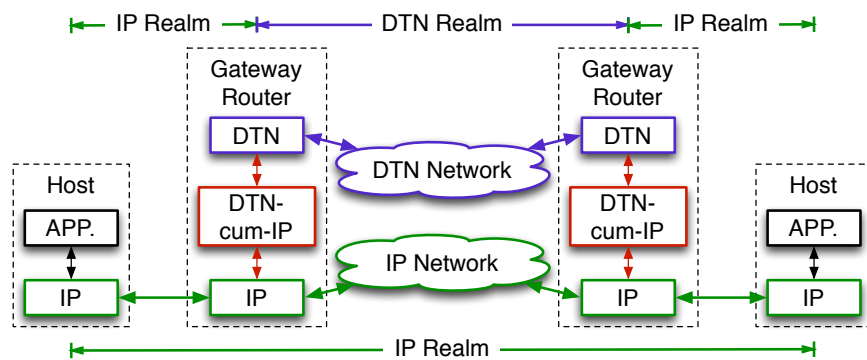 IP Realm
DTN Realm
IP Realm
Gateway
Router
Gateway
Router
DTN
DTN
DTN Network
Host
Host
DTN-
cum-IP
DTN-
cum-IP
APP.
APP.
IP Network
IP
IP
IP
IP
IP Realm